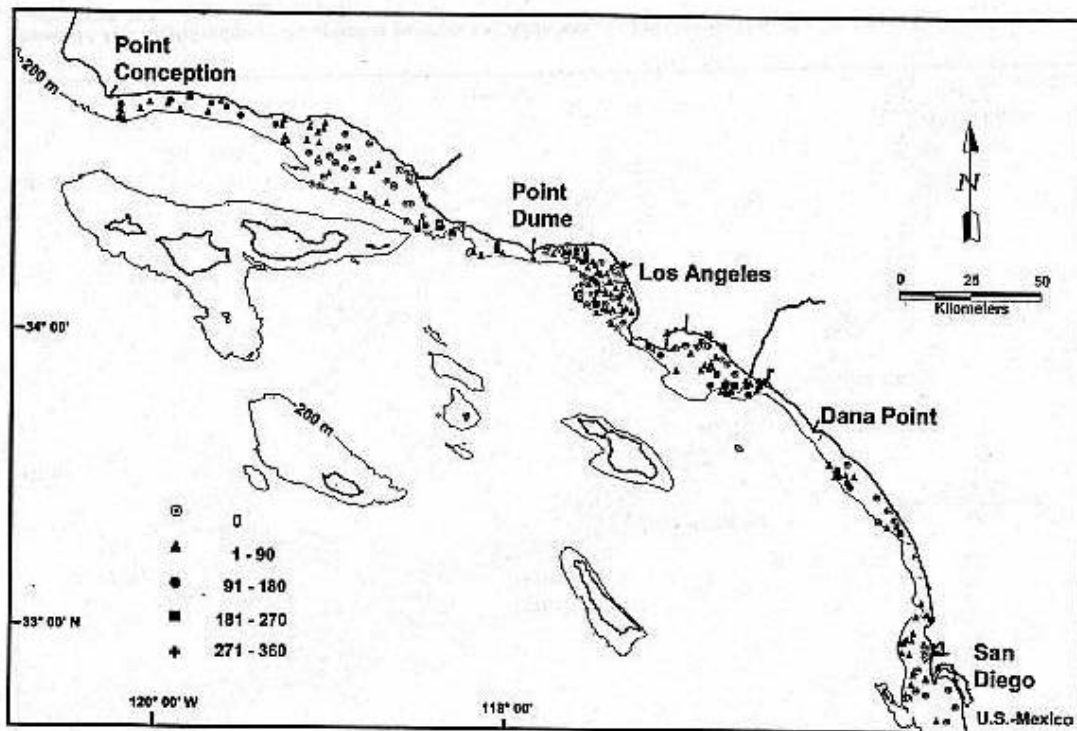 200 m
Point
Conception
Point
Dume
N
Los Angeles
0 25 50
Kilometers
34° 00'
200 m
Dana Point
0
1 - 90
91 - 180
181 - 270
271 - 360
33° 00' N
San
Diego
120° 00' W
118° 00'
U.S.-Mexico